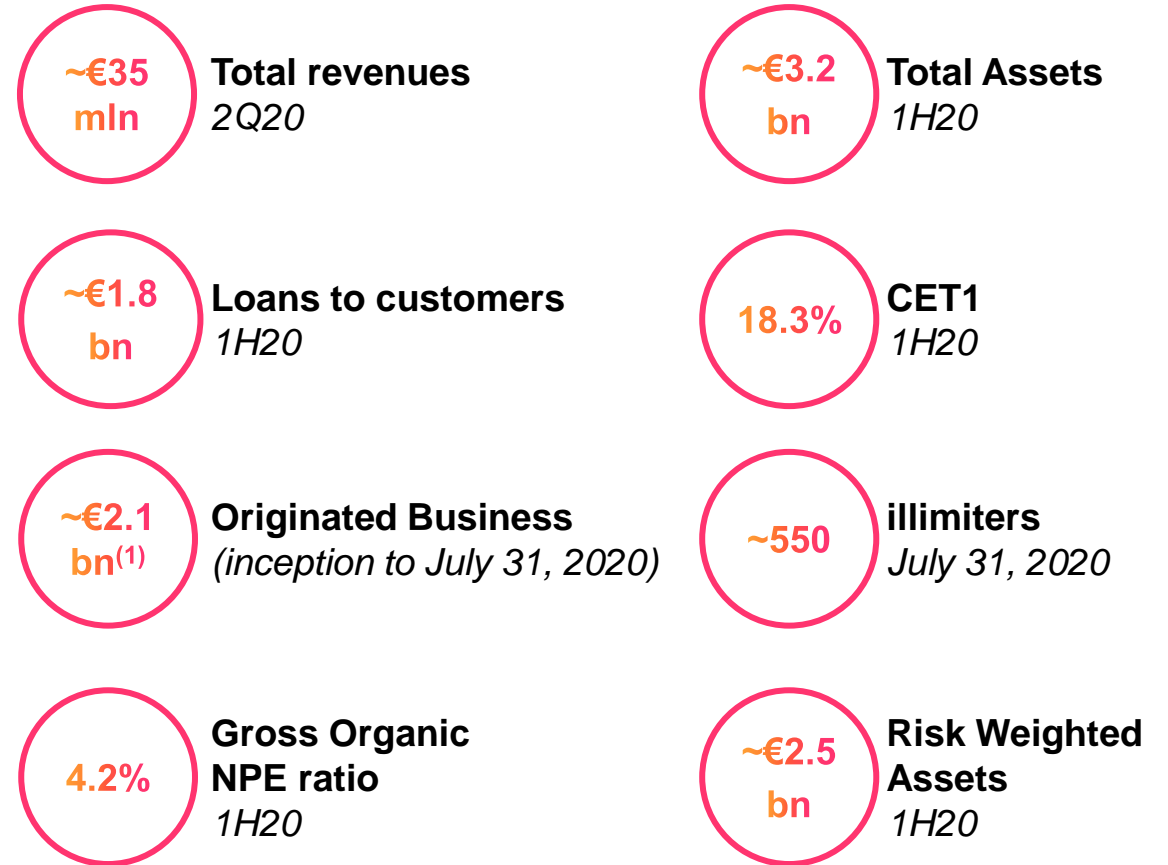 ~€35
mln
Total revenues
2Q20
~€3.2
bn
Total Assets
1H20
~€1.8
bn
Loans to customers
1H20
18.3%
CET1
1H20
~€2.1
bn(1)
Originated Business
(inception to July 31, 2020)
~550
illimiters
July 31, 2020
4.2%
Gross Organic
NPE ratio
1H20
~€2.5
bn
Risk Weighted
Assets
1H20